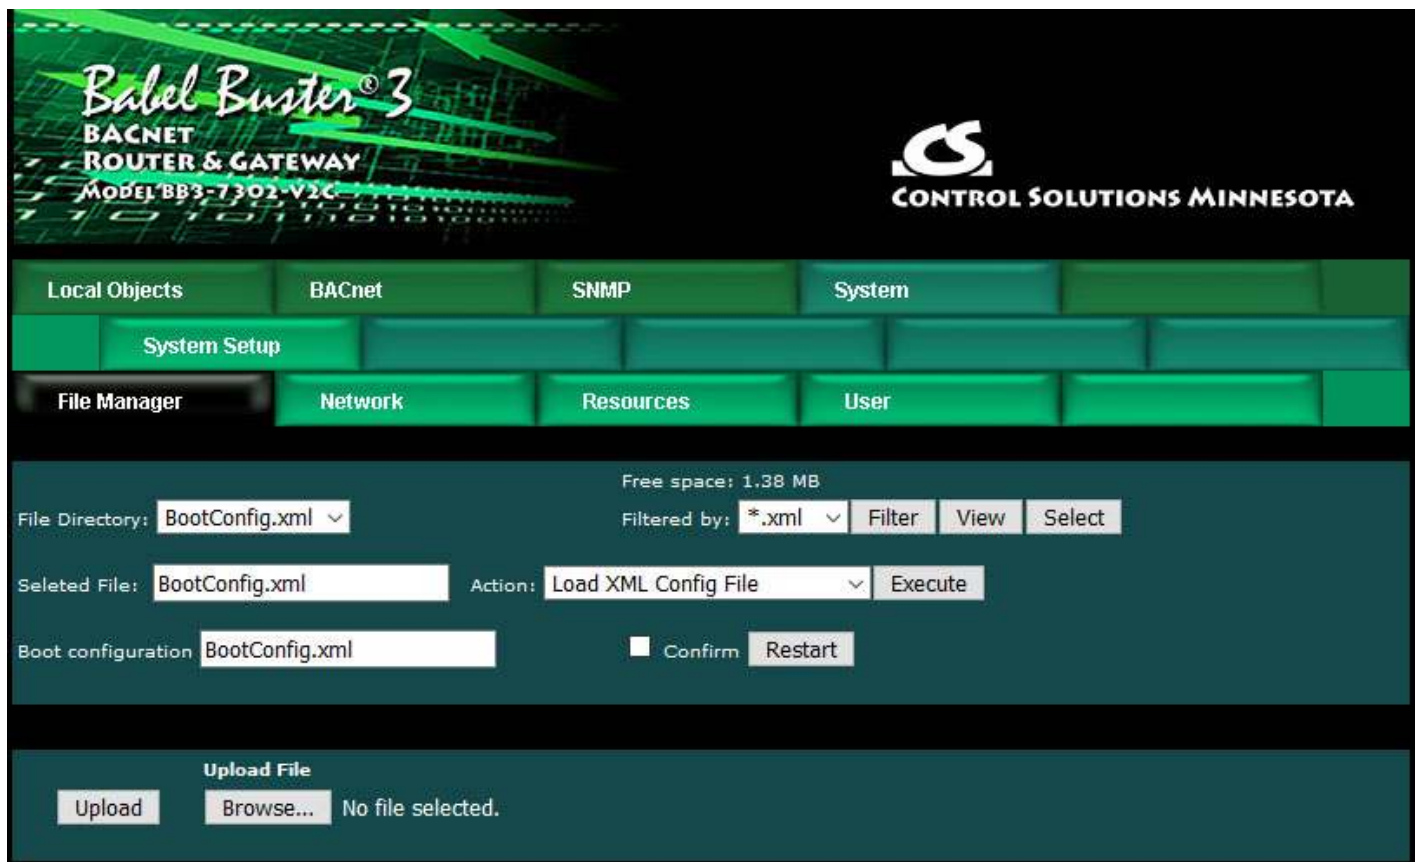 Babel Buster® 3
BACNET
ROUTER & GATEWAY
MODEL BB3-7302-V2C
CS
CONTROL SOLUTIONS MINNESOTA
Local Objects BACnet SNMP System
System Setup
File Manager Network Resources User
Free space: 1.38 MB
File Directory: BootConfig.xml Filtered by: *.xml Filter View Select
Seleted File: BootConfig.xml Action: Load XML Config File Execute
Boot configuration BootConfig.xml Confirm Restart
Upload File
Upload Browse... No file selected.